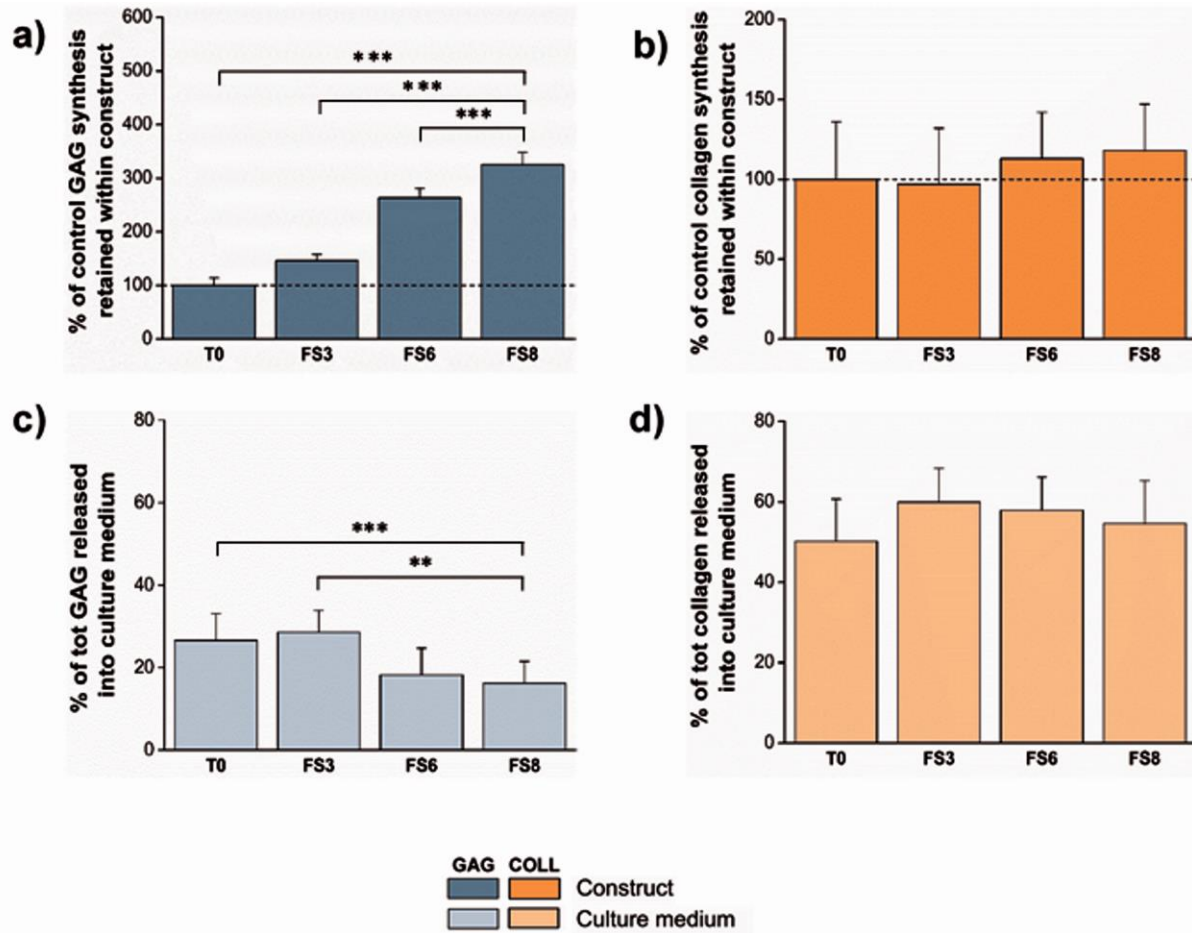 a)
% of control GAG synthesis
retained within construct
600
500
400
300
200
100
0
***
***
***
T0 FS3 FS6 FS8
b)
% of control collagen synthesis
retained within construct
200
150
100
50
0
T0 FS3 FS6 FS8
c)
% of tot GAG released
into culture medium
80
60
40
20
0
***
**
T0 FS3 FS6 FS8
d)
% of tot collagen released
into culture medium
80
60
40
20
0
T0 FS3 FS6 FS8
GAG COLL
Construct
Culture medium